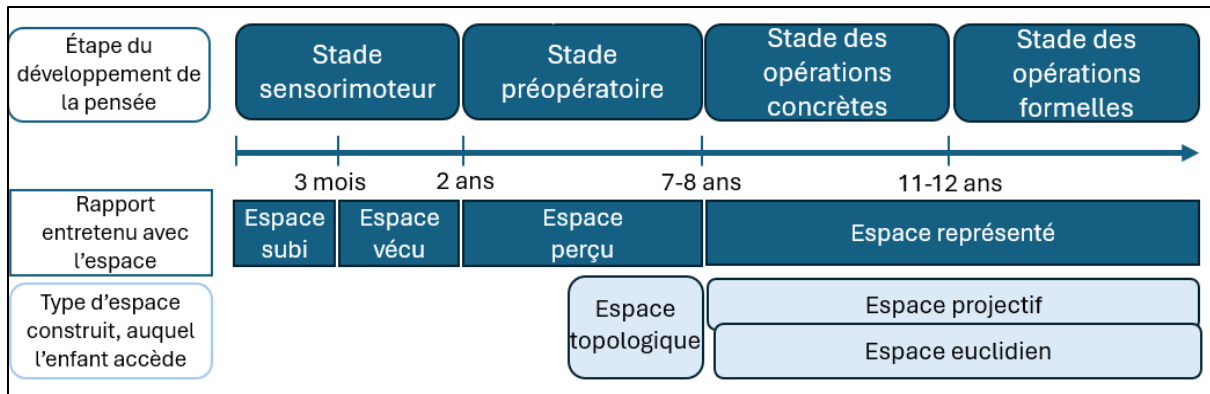 Étape du
développement de
la pensée
Stade
sensorimoteur
Stade
préopératoire
Stade des
opérations
concrètes
Stade des
opérations
formelles
3 mois
2 ans
7-8 ans
11-12 ans
Rapport
entretenu avec
l'espace
Espace
subi
Espace
vécu
Espace
perçu
Espace représenté
Type d'espace
construit, auquel
l'enfant accède
Espace
topologique
Espace projectif
Espace euclidien